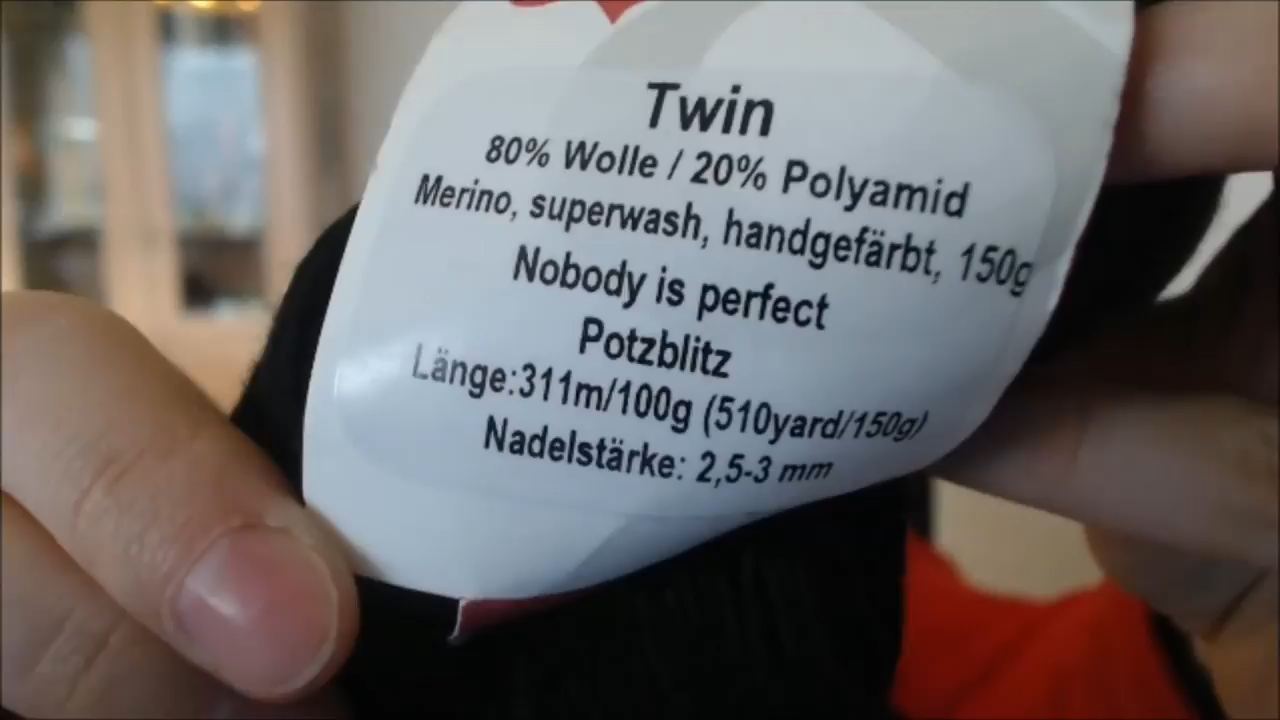 Twin
80% Wolle / 20% Polyamid
Merino, superwash, handgefärbt, 150g
Nobody is perfect
Potzblitz
Länge:311m/100g (510yard/150g)
Nadelstärke: 2,5-3 mm